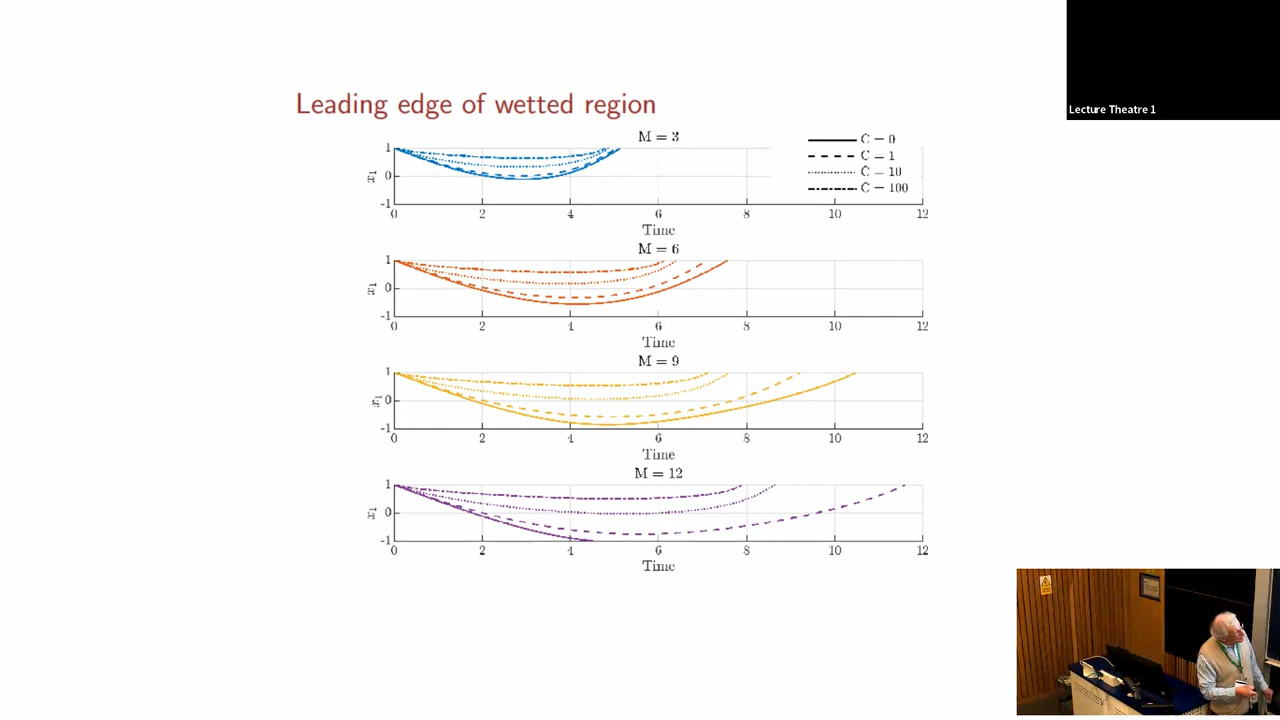 Lecture Theatre 1
Leading edge of wetted region
M = 3
C = 0
C = 1
C = 10
C = 100
1
0
-1
x₁
0 2 4 6 8 10 12
Time
M = 6
1
0
-1
x₁
0 2 4 6 8 10 12
Time
M = 9
1
0
-1
x₁
0 2 4 6 8 10 12
Time
M = 12
1
0
-1
x₁
0 2 4 6 8 10 12
Time